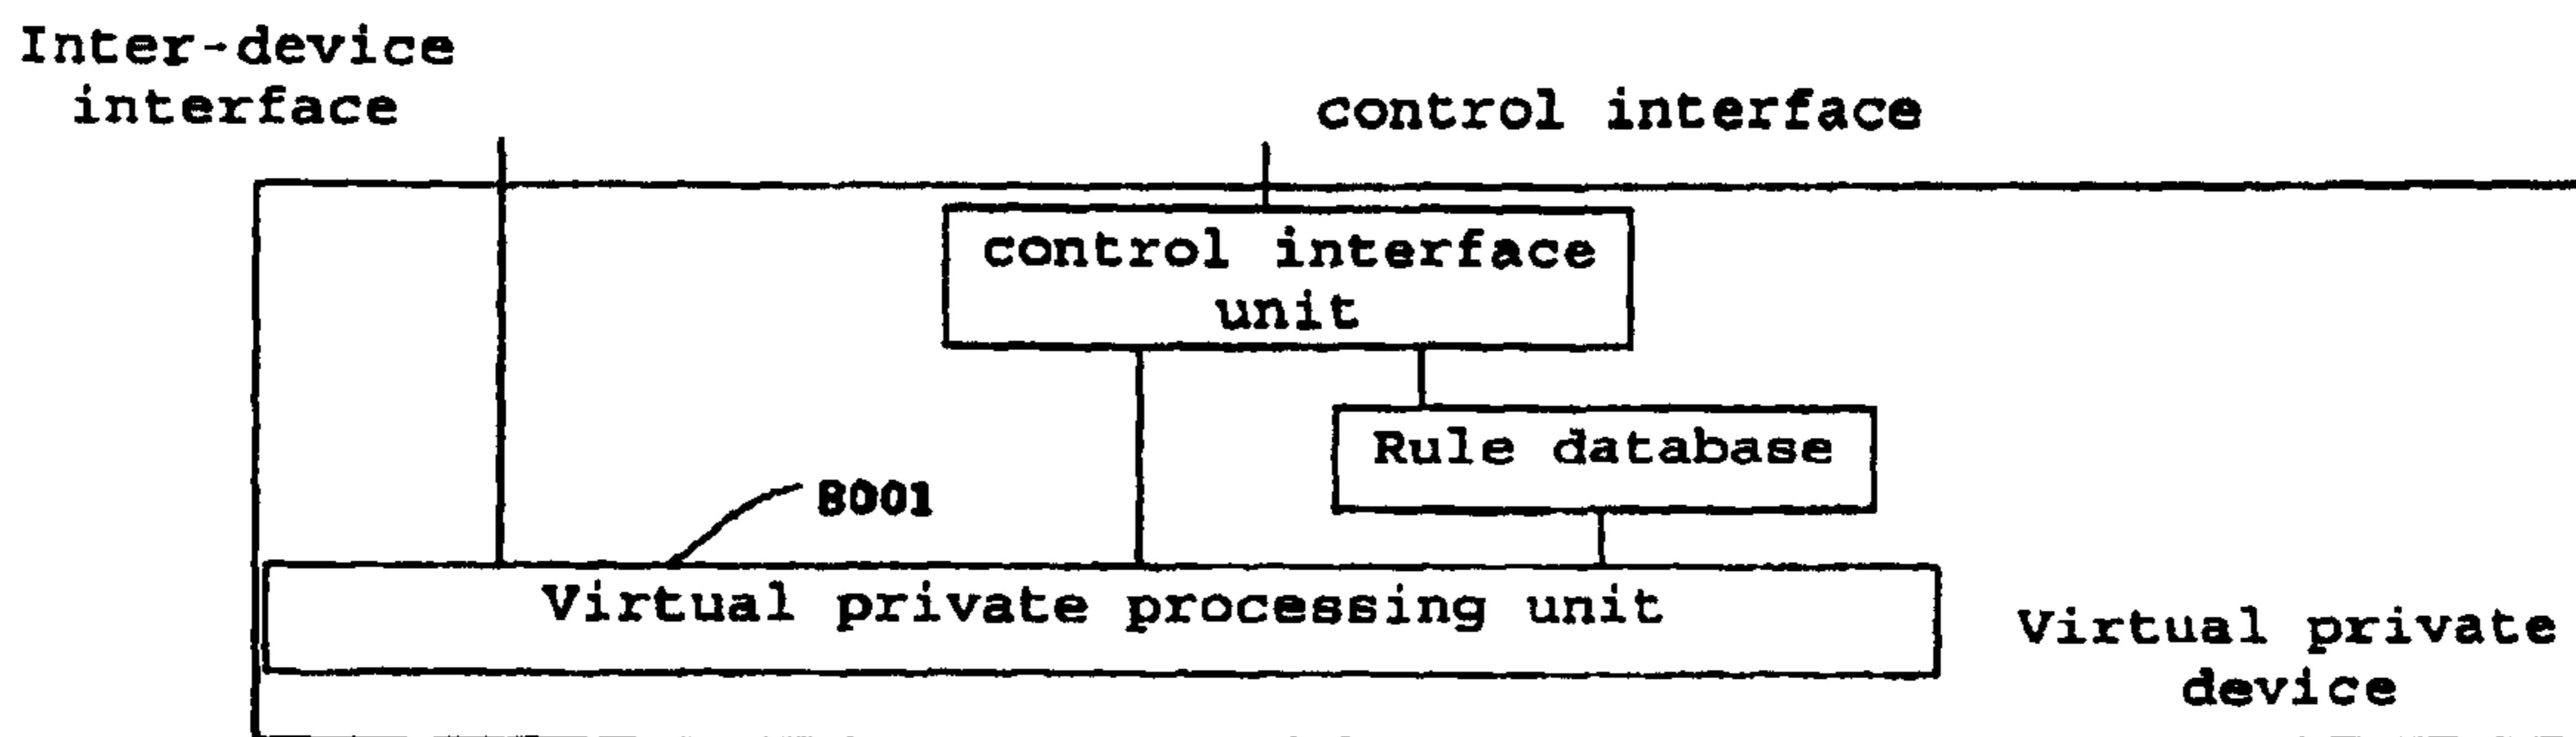 Inter-device
interface
control interface
control interface
unit
Rule database
8001
Virtual private processing unit
Virtual private
device